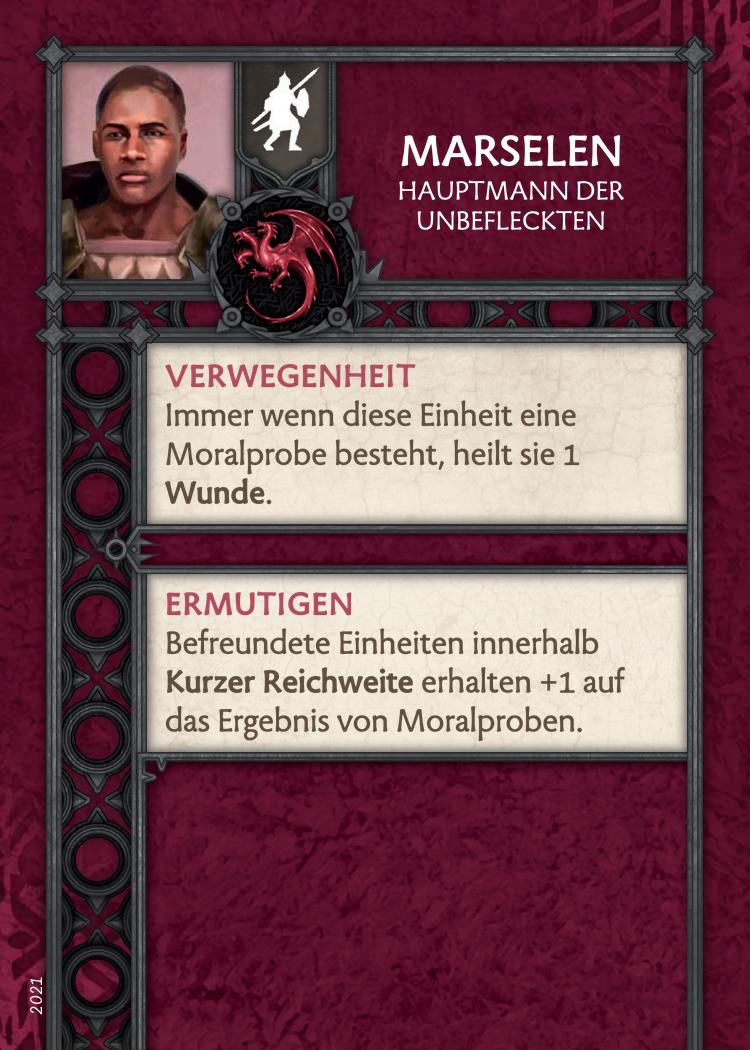 MARSELEN
HAUPTMANN DER
UNBEFLECKTEN
VERWEGENHEIT
Immer wenn diese Einheit eine
Moralprobe besteht, heilt sie 1
Wunde.
ERMUTIGEN
Befreundete Einheiten innerhalb
Kurzer Reichweite erhalten +1 auf
das Ergebnis von Moralproben.
2021